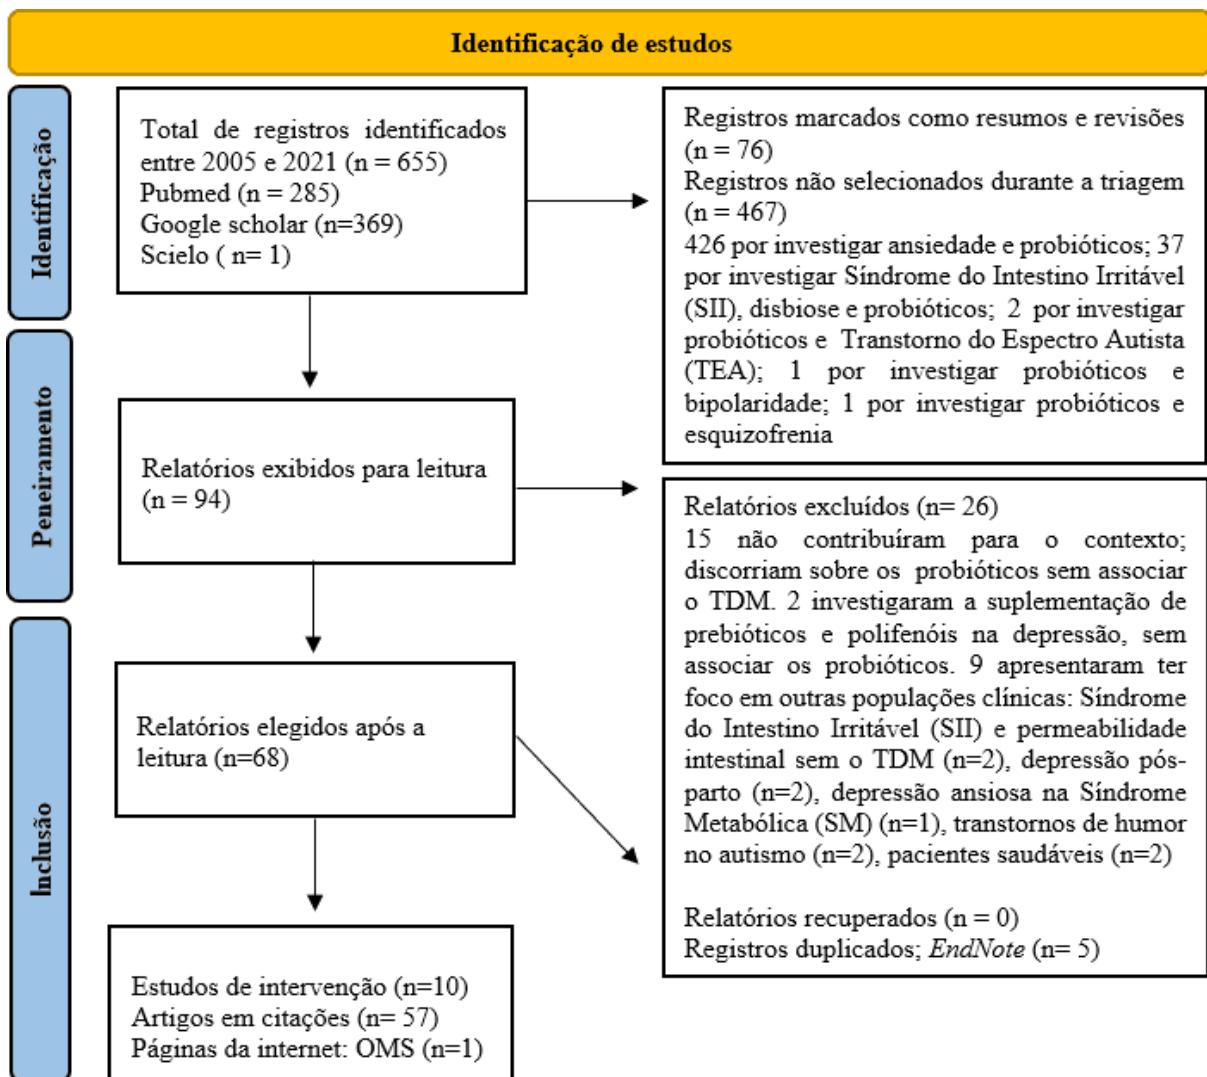 Identificação de estudos
Identificação
Total de registros identificados
entre 2005 e 2021 (n = 655)
Pubmed (n = 285)
Google scholar (n=369)
Scielo ( n= 1)
Registros marcados como resumos e revisões
(n = 76)
Registros não selecionados durante a triagem
(n = 467)
426 por investigar ansiedade e probióticos; 37
por investigar Síndrome do Intestino Irritável
(SII), disbiose e probióticos; 2 por investigar
probióticos e Transtorno do Espectro Autista
(TEA); 1 por investigar probióticos e
bipolaridade; 1 por investigar probióticos e
esquizofrenia
Peneiramento
Relatórios exibidos para leitura
(n = 94)
Relatórios excluídos (n= 26)
15 não contribuíram para o contexto;
discorriam sobre os probióticos sem associar
o TDM. 2 investigaram a suplementação de
prebióticos e polifenóis na depressão, sem
associar os probióticos. 9 apresentaram ter
foco em outras populações clínicas: Síndrome
do Intestino Irritável (SII) e permeabilidade
intestinal sem o TDM (n=2), depressão pós-
parto (n=2), depressão ansiosa na Síndrome
Metabólica (SM) (n=1), transtornos de humor
no autismo (n=2), pacientes saudáveis (n=2)
Relatórios recuperados (n = 0)
Registros duplicados; EndNote (n= 5)
Inclusão
Relatórios elegidos após a
leitura (n=68)
Estudos de intervenção (n=10)
Artigos em citações (n= 57)
Páginas da internet: OMS (n=1)